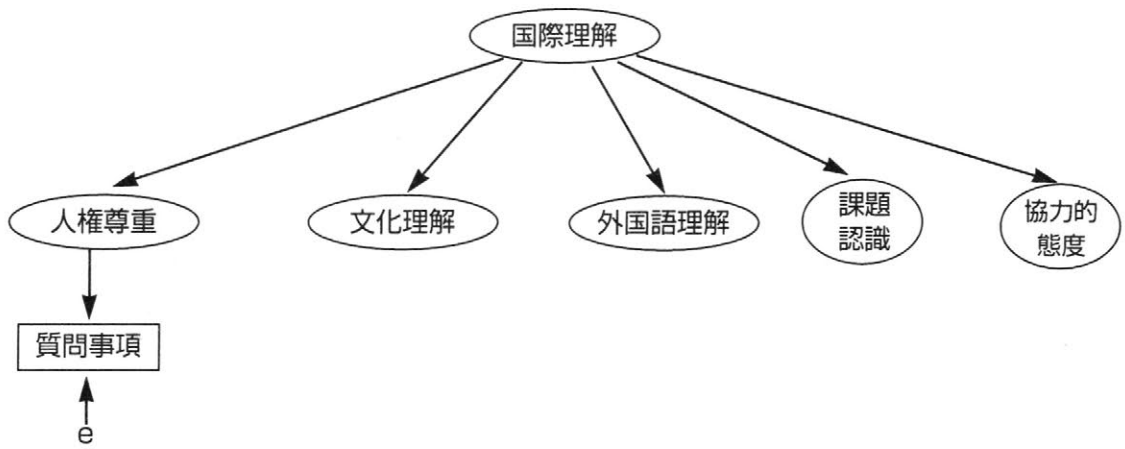 国際理解
人権尊重
文化理解
外国語理解
課題
認識
協力的
態度
質問事項
e